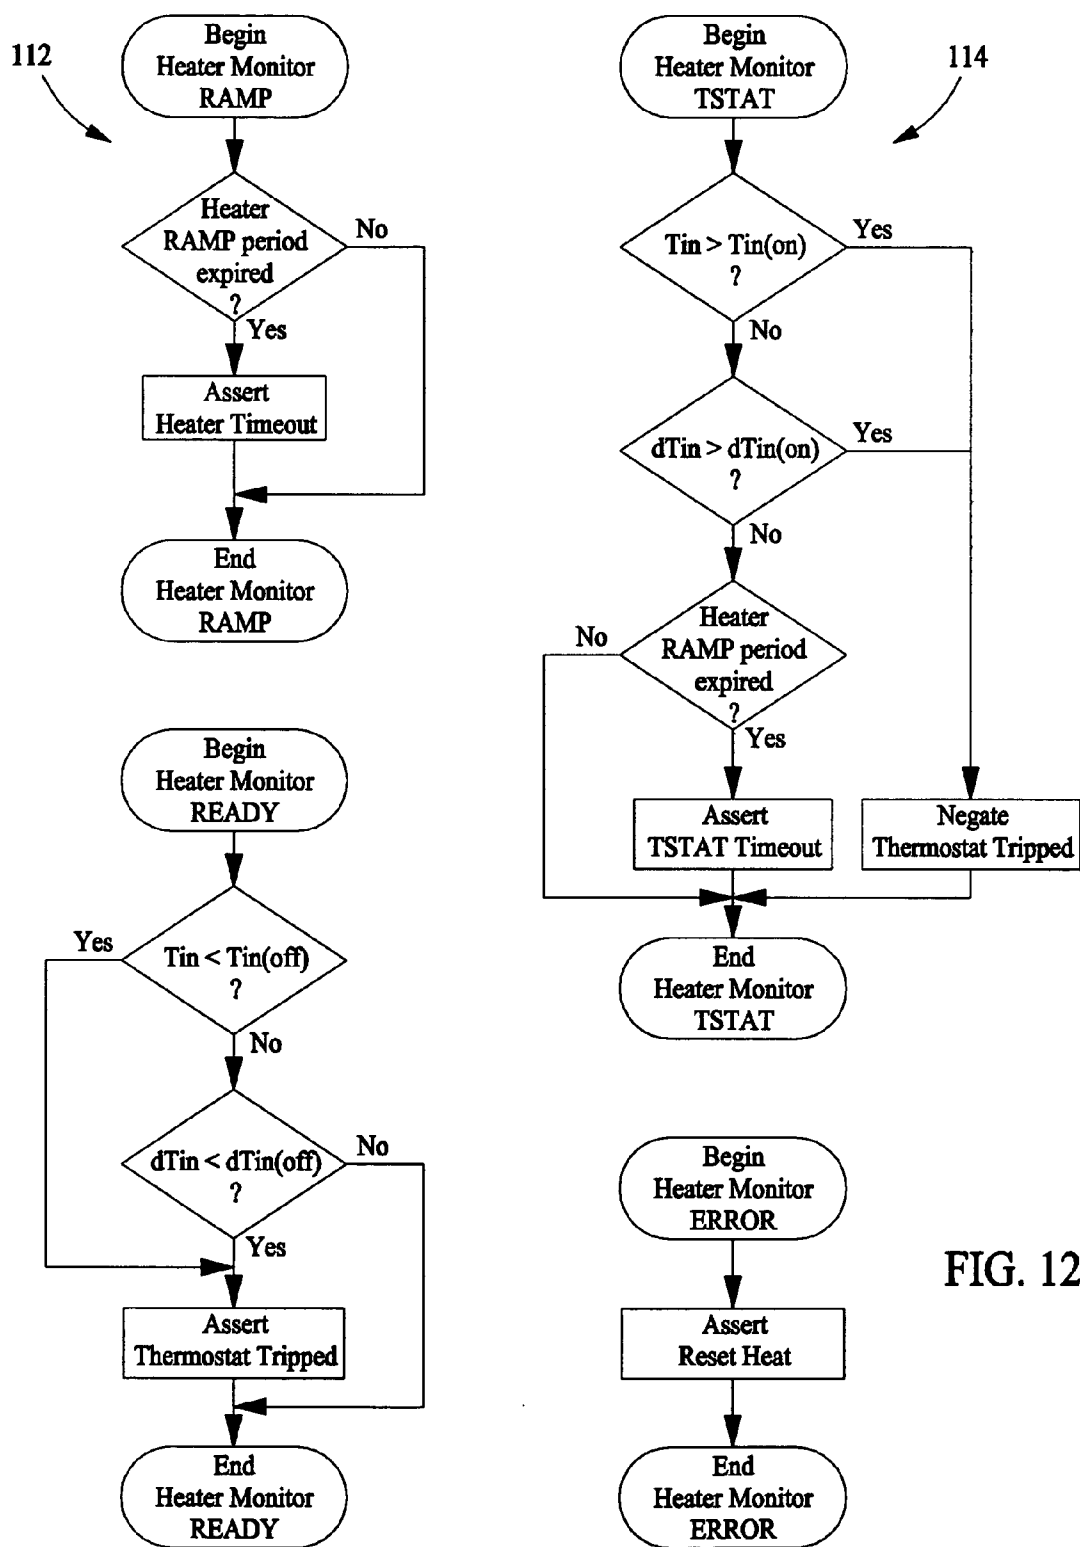 112
Begin
Heater Monitor
RAMP
Heater
RAMP period
expired
?
No
Yes
Assert
Heater Timeout
End
Heater Monitor
RAMP
Begin
Heater Monitor
READY
Yes
Tin < Tin(off)
?
No
dTin < dTin(off)
?
No
Yes
Assert
Thermostat Tripped
End
Heater Monitor
READY
114
Begin
Heater Monitor
TSTAT
Tin > Tin(on)
?
Yes
No
dTin > dTin(on)
?
Yes
No
Heater
RAMP period
expired
?
No
Yes
Assert
TSTAT Timeout
Negate
Thermostat Tripped
End
Heater Monitor
TSTAT
Begin
Heater Monitor
ERROR
Assert
Reset Heat
End
Heater Monitor
ERROR
FIG. 12